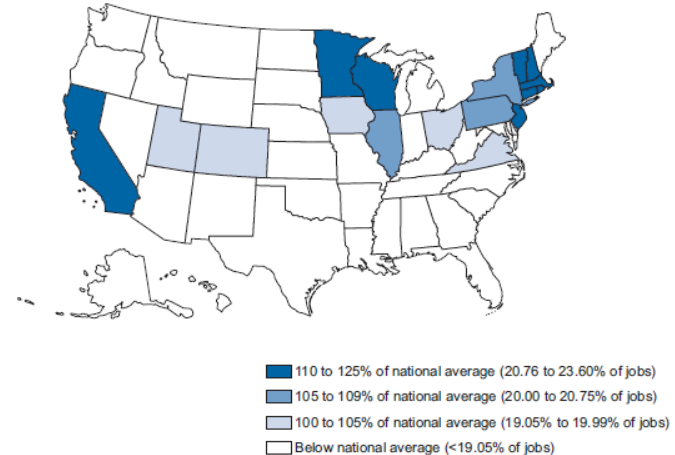 110 to 125% of national average (20.76 to 23.60% of jobs)
105 to 109% of national average (20.00 to 20.75% of jobs)
100 to 105% of national average (19.05% to 19.99% of jobs)
Below national average (<19.05% of jobs)